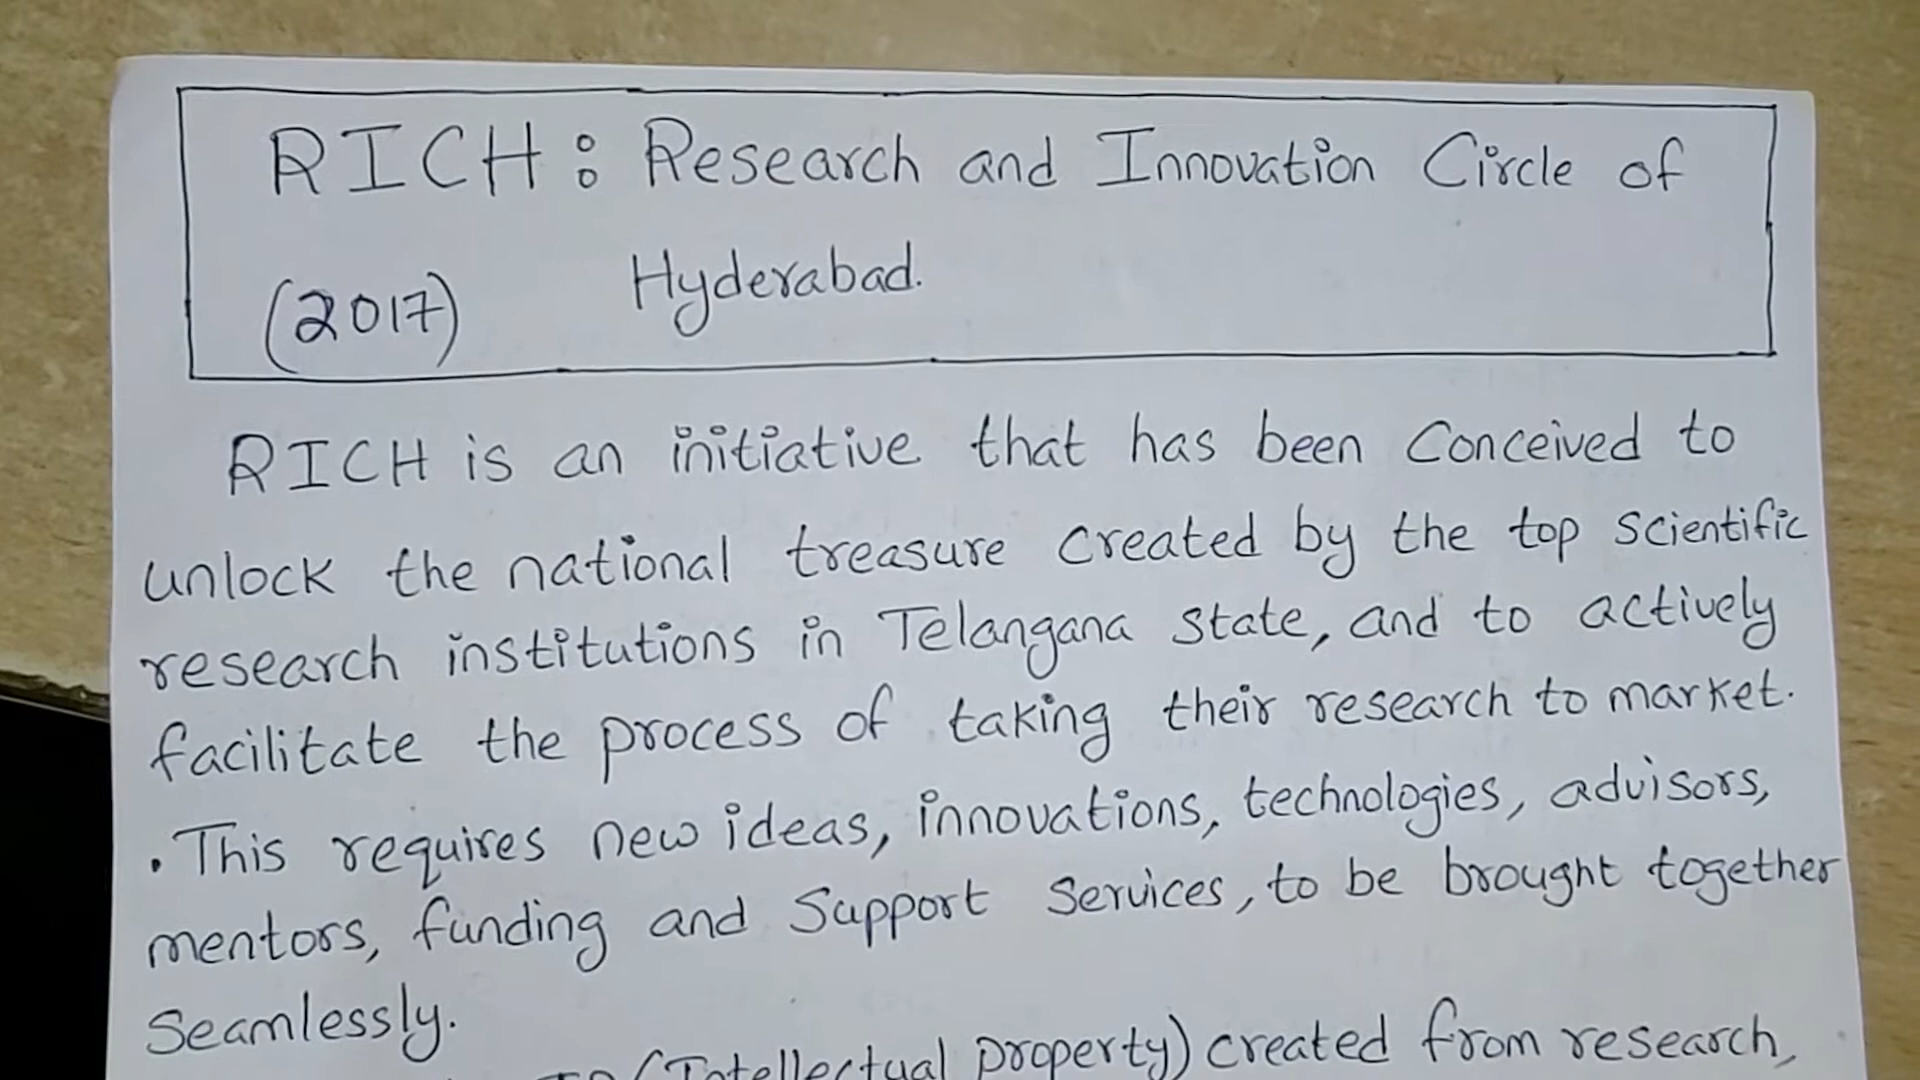 RICH: Research and Innovation Circle of
(2017) Hyderabad.
RICH is an initiative that has been conceived to
unlock the national treasure created by the top scientific
research institutions in Telangana state, and to actively
facilitate the process of taking their research to market.
• This requires new ideas, innovations, technologies, advisors,
mentors, funding and support services, to be brought together
seamlessly.
(Intellectual property) created from research,